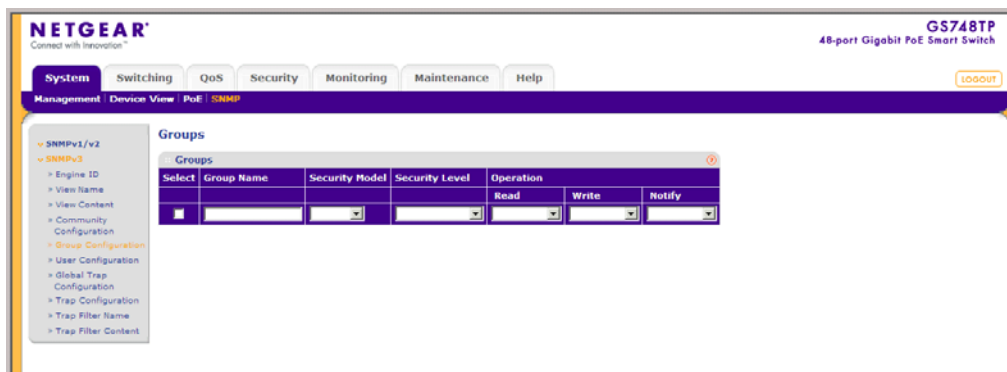 NETGEAR
Connect with Innovation™
GS748TP
48-port Gigabit PoE Smart Switch
System Switching QoS Security Monitoring Maintenance Help
LOGOUT
Management Device View PoE SNMP
SNMPv1/v2
SNMPv3
Engine ID
View Name
View Content
Community
Configuration
Group Configuration
User Configuration
Global Trap
Configuration
Trap Configuration
Trap Filter Name
Trap Filter Content
Groups
Groups
Select Group Name Security Model Security Level Operation
Read Write Notify